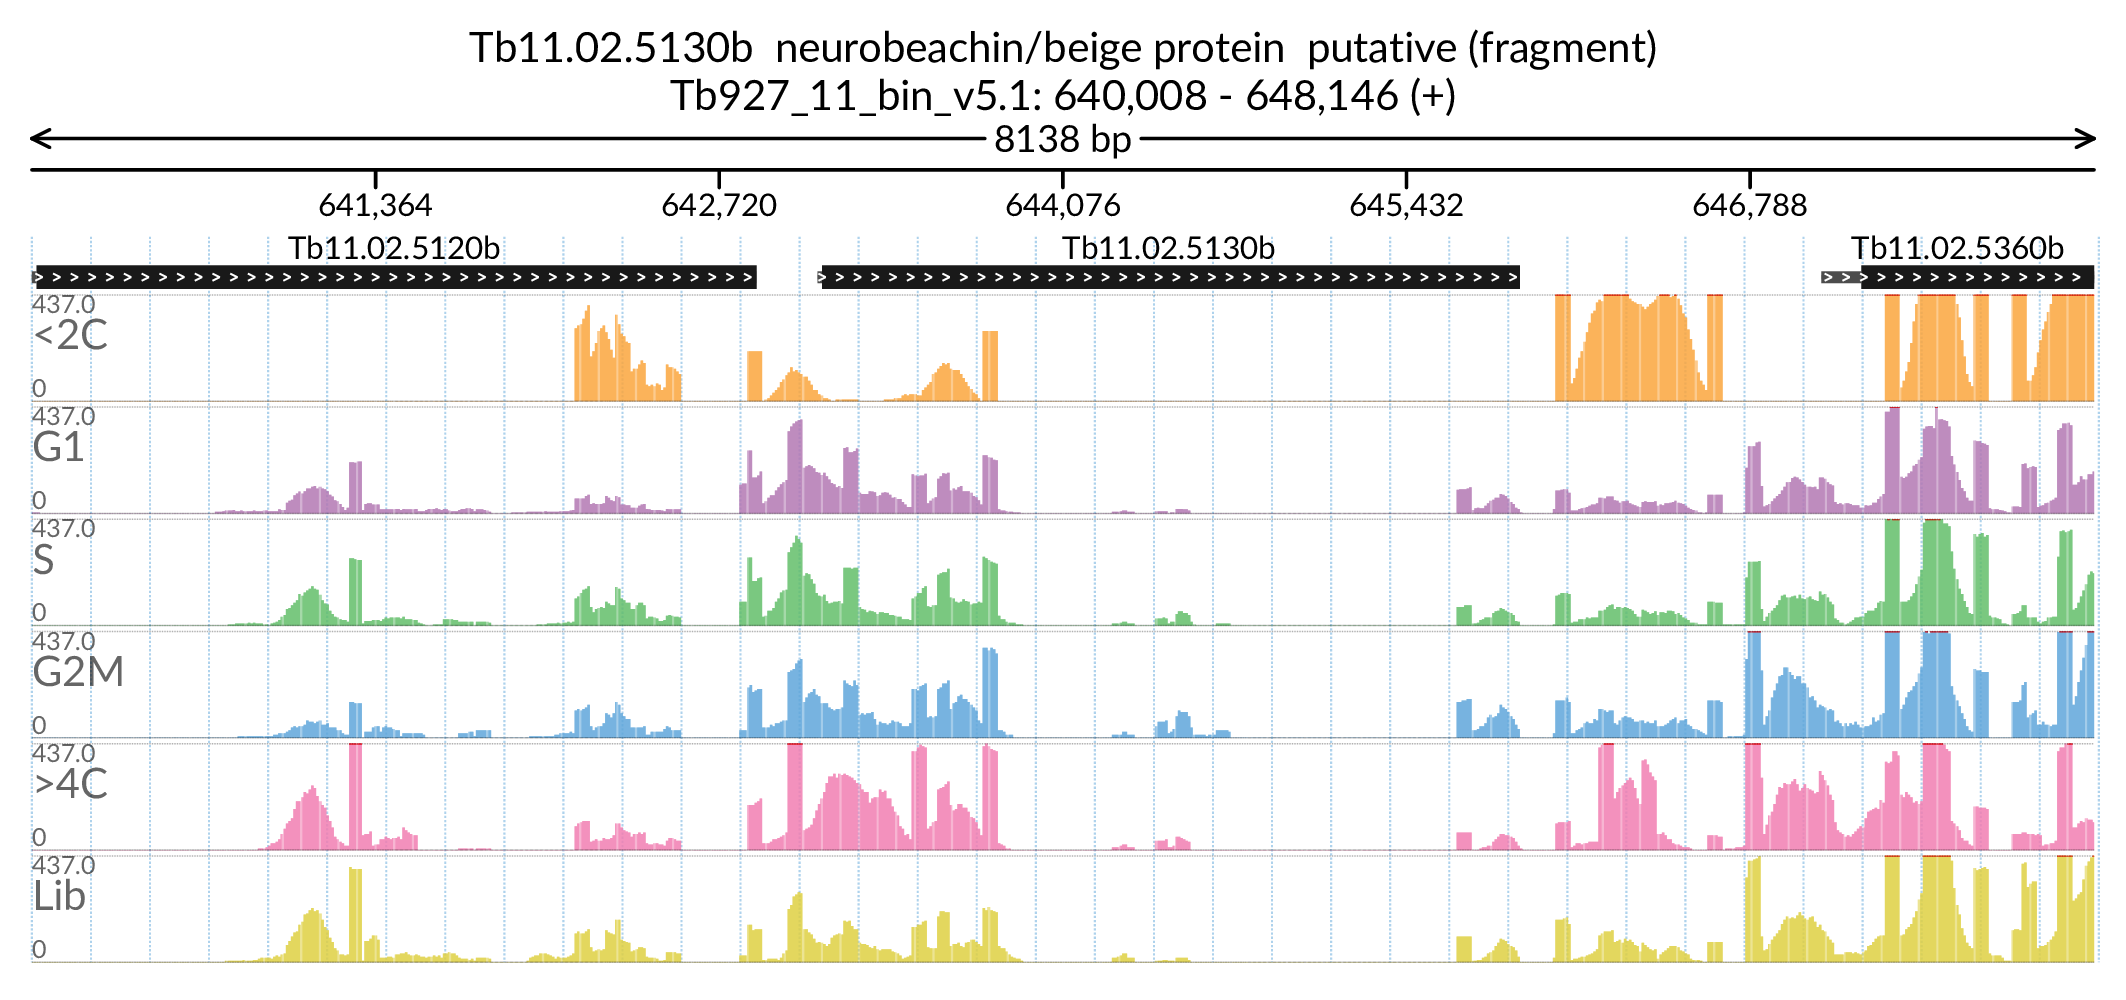 Tb11.02.5130b neurobeachin/beige protein putative (fragment)
Tb927_11_bin_v5.1: 640,008 - 648,146 (+)
8138 bp
641,364 642,720 644,076 645,432 646,788
Tb11.02.5120b Tb11.02.5130b Tb11.02.5360b
437.0
<2C
0
437.0
G1
0
437.0
S
0
437.0
G2M
0
437.0
>4C
0
437.0
Lib
0